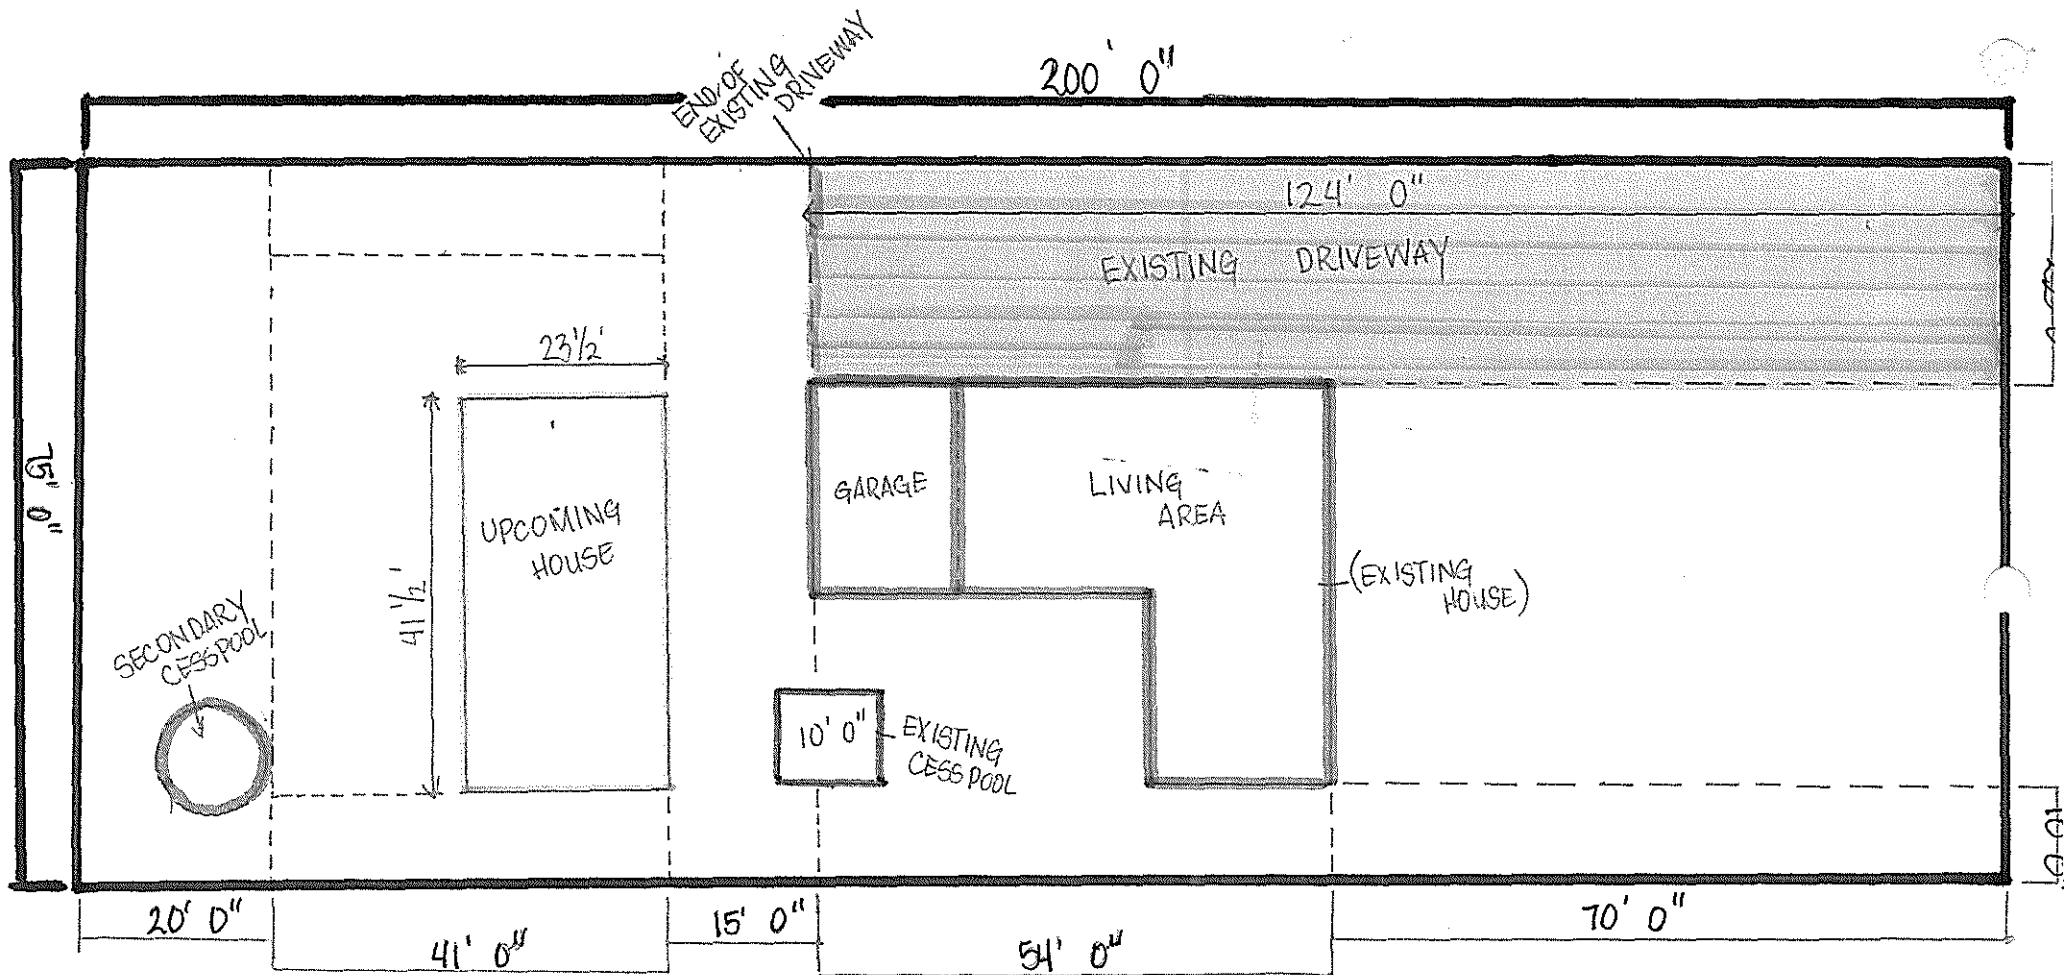 200' 0"
END OF
EXISTING
DRIVEWAY
124' 0"
EXISTING DRIVEWAY
23½'
75' 0"
41½'
UPCOMING
HOUSE
GARAGE
LIVING
AREA
(EXISTING
HOUSE)
SECONDARY
CESSPOOL
10' 0"
EXISTING
CESSPOOL
10' 0"
20' 0"
41' 0"
15' 0"
54' 0"
70' 0"